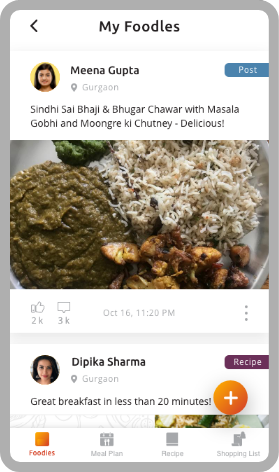 My Foodles
Meena Gupta
Post
Gurgaon
Sindhi Sai Bhaji & Bhugar Chawar with Masala
Gobhi and Moongre ki Chutney - Delicious!
2 k
3 k
Oct 16, 11:20 PM
Dipika Sharma
Recipe
Gurgaon
Great breakfast in less than 20 minutes!
Foodles
Meal Plan
Recipe
Shopping List